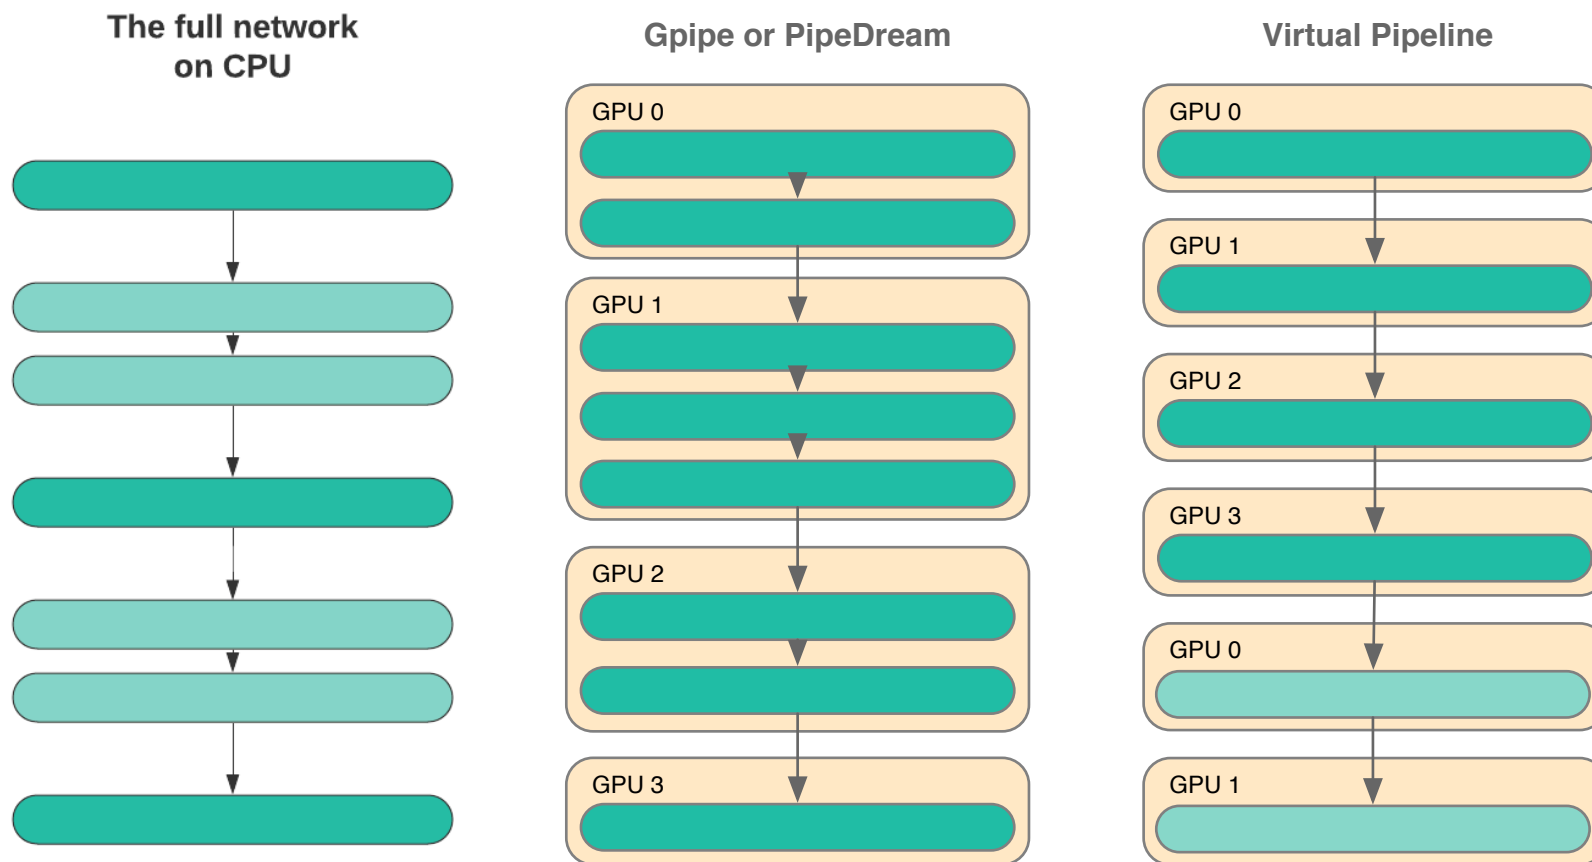 The full network
on CPU
Gpipe or PipeDream
GPU 0
GPU 1
GPU 2
GPU 3
Virtual Pipeline
GPU 0
GPU 1
GPU 2
GPU 3
GPU 0
GPU 1